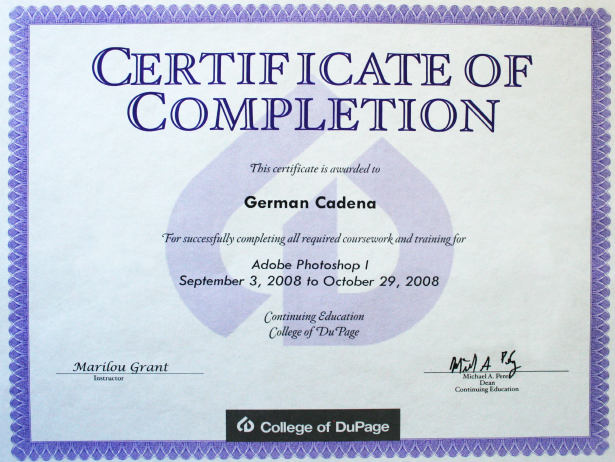 CERTIFICATE OF
COMPLETION
This certificate is awarded to
German Cadena
For successfully completing all required coursework and training for
Adobe Photoshop I
September 3, 2008 to October 29, 2008
Continuing Education
College of DuPage
Marilou Grant
Instructor
Michael A.
Dean
Continuing Education
College of DuPage